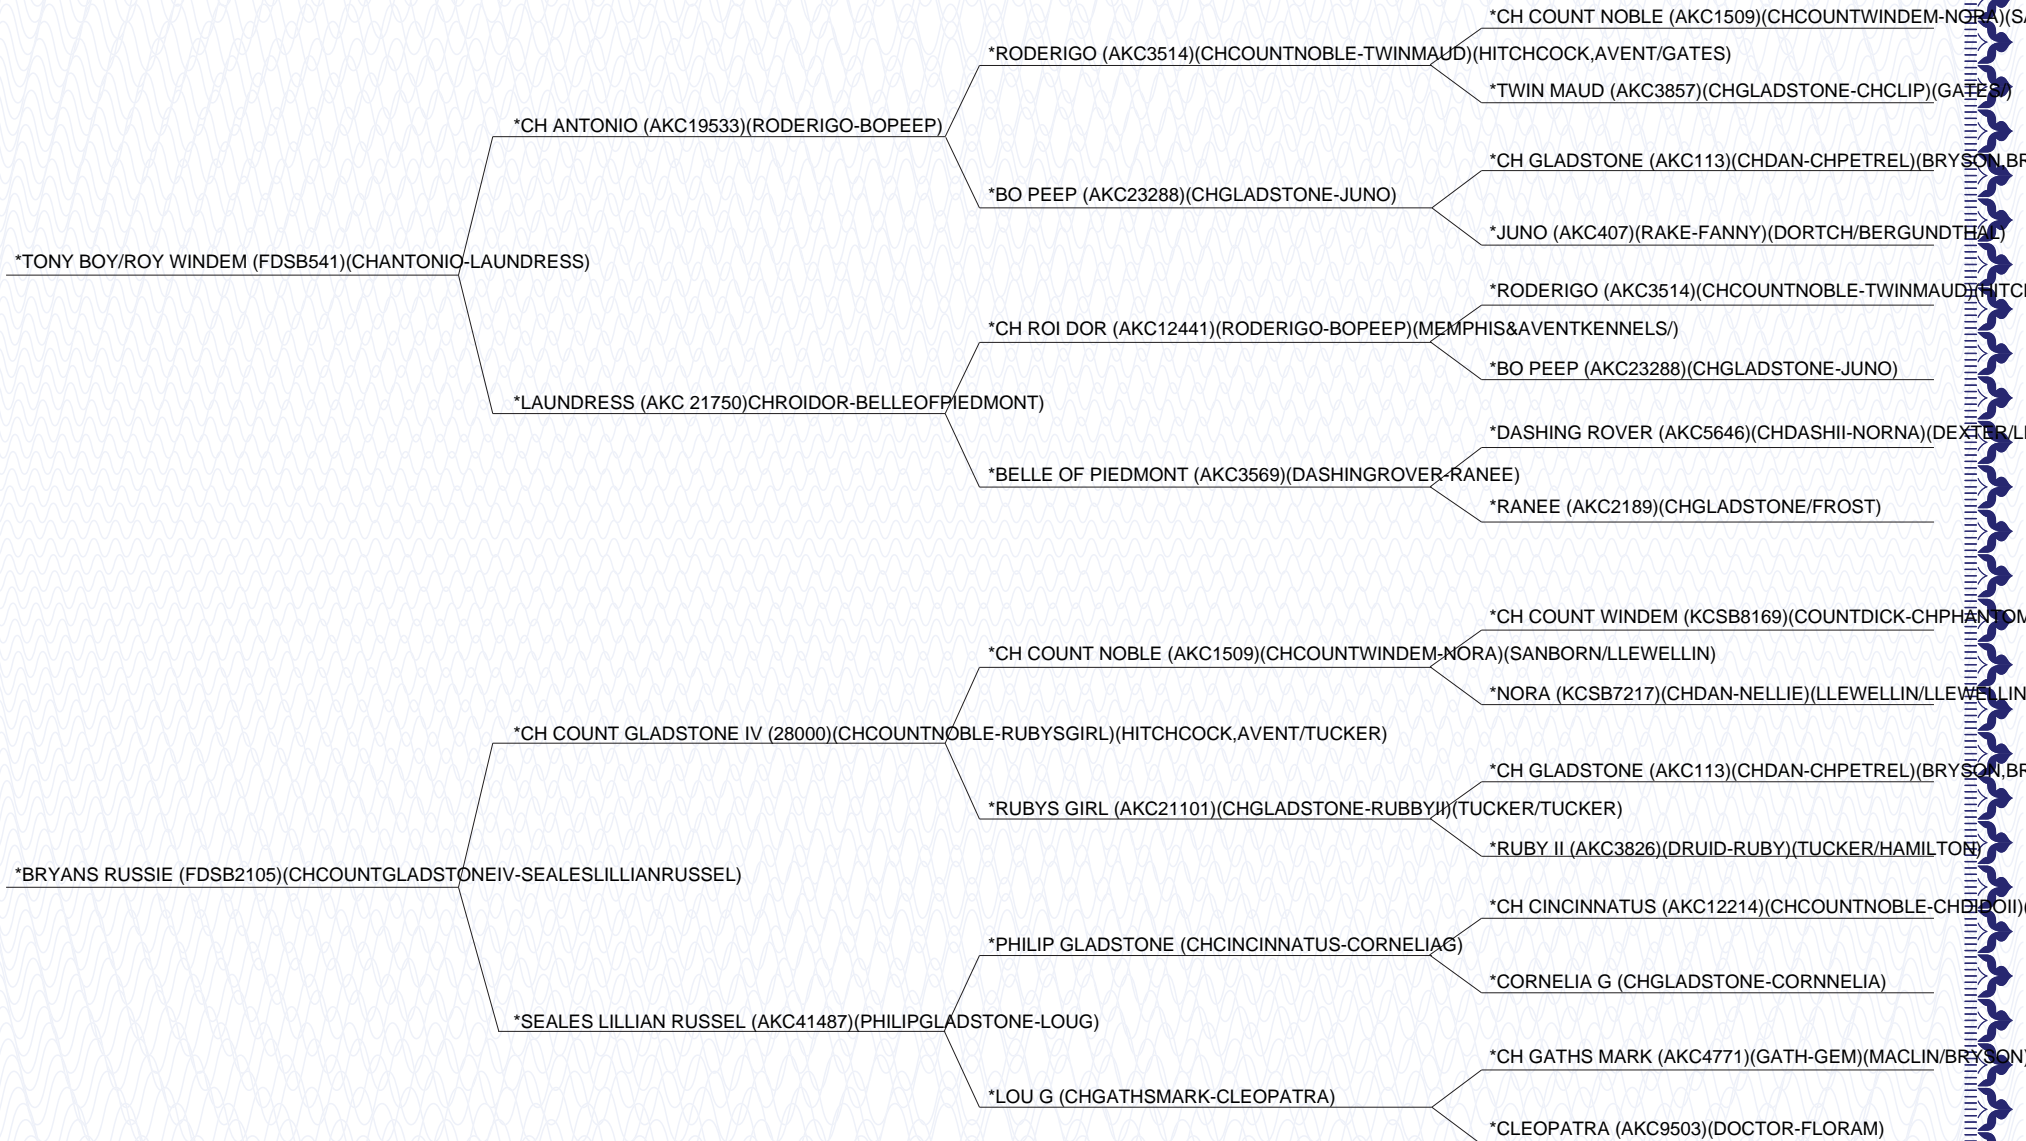 *CH COUNT NOBLE (AKC1509)(CHCOUNTWINDEM-NORA)(SA
*RODERIGO (AKC3514)(CHCOUNTNOBLE-TWINMAUD)(HITCHCOCK,AVENT/GATES)
*TWIN MAUD (AKC3857)(CHGLADSTONE-CHCLIP)(GATES/)
*CH ANTONIO (AKC19533)(RODERIGO-BOPEEP)
*CH GLADSTONE (AKC113)(CHDAN-CHPETREL)(BRYSON,BR
*BO PEEP (AKC23288)(CHGLADSTONE-JUNO)
*JUNO (AKC407)(RAKE-FANNY)(DORTCH/BERGUNDTHAL)
*TONY BOY/ROY WINDEM (FDSB541)(CHANTONIO-LAUNDRESS)
*RODERIGO (AKC3514)(CHCOUNTNOBLE-TWINMAUD)(HITCH
*CH ROI DOR (AKC12441)(RODERIGO-BOPEEP)(MEMPHIS&AVENTKENNELS/)
*BO PEEP (AKC23288)(CHGLADSTONE-JUNO)
*LAUNDRESS (AKC 21750)CHROIDOR-BELLEOFPIEDMONT)
*DASHING ROVER (AKC5646)(CHDASHII-NORNA)(DEXTER/LL
*BELLE OF PIEDMONT (AKC3569)(DASHINGROVER-RANEE)
*RANEE (AKC2189)(CHGLADSTONE/FROST)
*CH COUNT WINDEM (KCSB8169)(COUNTDICK-CHPHANTOM
*CH COUNT NOBLE (AKC1509)(CHCOUNTWINDEM-NORA)(SANBORN/LLEWELLIN)
*NORA (KCSB7217)(CHDAN-NELLIE)(LLEWELLIN/LLEWELLIN
*CH COUNT GLADSTONE IV (28000)(CHCOUNTNOBLE-RUBYSGIRL)(HITCHCOCK,AVENT/TUCKER)
*CH GLADSTONE (AKC113)(CHDAN-CHPETREL)(BRYSON,BR
*RUBYS GIRL (AKC21101)(CHGLADSTONE-RUBBYII)(TUCKER/TUCKER)
*RUBY II (AKC3826)(DRUID-RUBY)(TUCKER/HAMILTON)
*BRYANS RUSSIE (FDSB2105)(CHCOUNTGLADSTONEIV-SEALESLILLIANRUSSEL)
*CH CINCINNATUS (AKC12214)(CHCOUNTNOBLE-CHDIDOII)(
*PHILIP GLADSTONE (CHCINCINNATUS-CORNELIAG)
*CORNELIA G (CHGLADSTONE-CORNNELIA)
*SEALES LILLIAN RUSSEL (AKC41487)(PHILIPGLADSTONE-LOUG)
*CH GATHS MARK (AKC4771)(GATH-GEM)(MACLIN/BRYSON)
*LOU G (CHGATHSMARK-CLEOPATRA)
*CLEOPATRA (AKC9503)(DOCTOR-FLORAM)